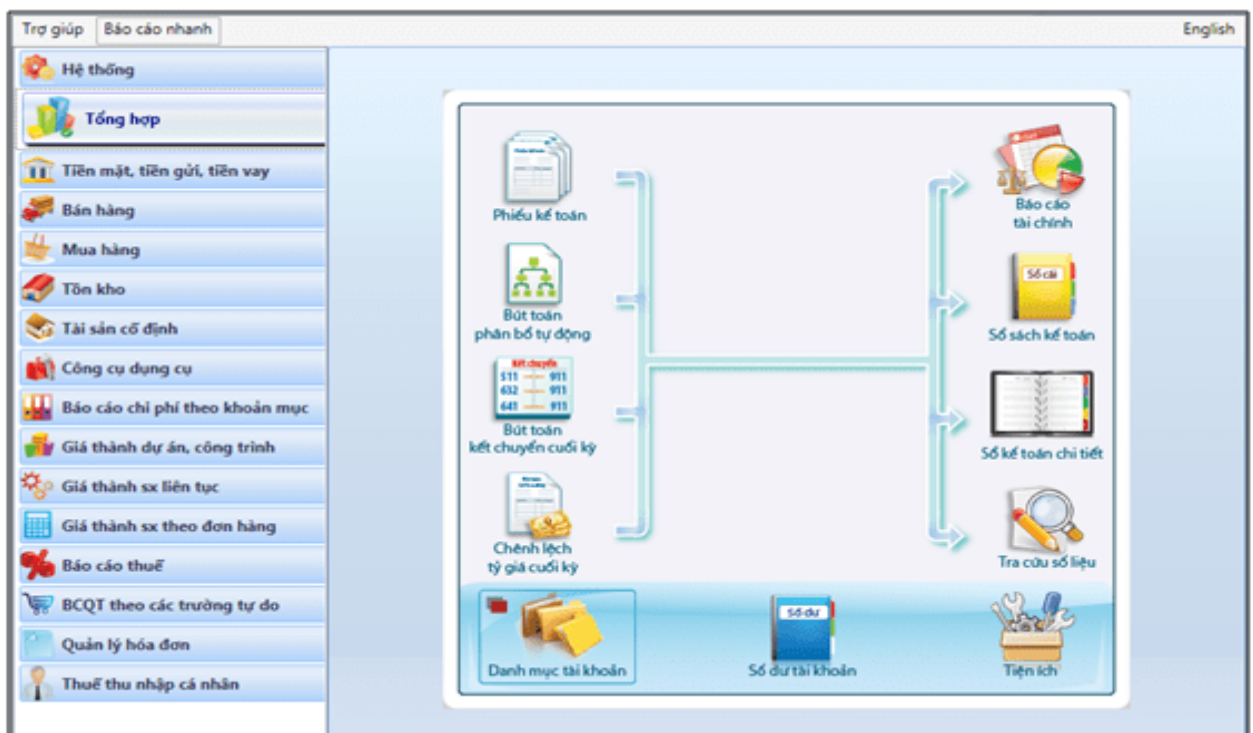 Trợ giúp Báo cáo nhanh English
Hệ thống
Tổng hợp
Tiền mặt, tiền gửi, tiền vay
Bán hàng
Mua hàng
Tồn kho
Tài sản cố định
Công cụ dụng cụ
Báo cáo chi phí theo khoản mục
Giá thành dự án, công trình
Giá thành sx liên tục
Giá thành sx theo đơn hàng
Báo cáo thuế
BCQT theo các trường tự do
Quản lý hóa đơn
Thuế thu nhập cá nhân
Phiếu kế toán
Bút toán
phân bổ tự động
Kết chuyển
511 911
632 911
641 911
Bút toán
kết chuyển cuối kỳ
Chênh lệch
tỷ giá cuối kỳ
Báo cáo
tài chính
Sổ cái
Sổ sách kế toán
Sổ kế toán chi tiết
Tra cứu số liệu
Danh mục tài khoản
Số dư
Số dư tài khoản
Tiện ích